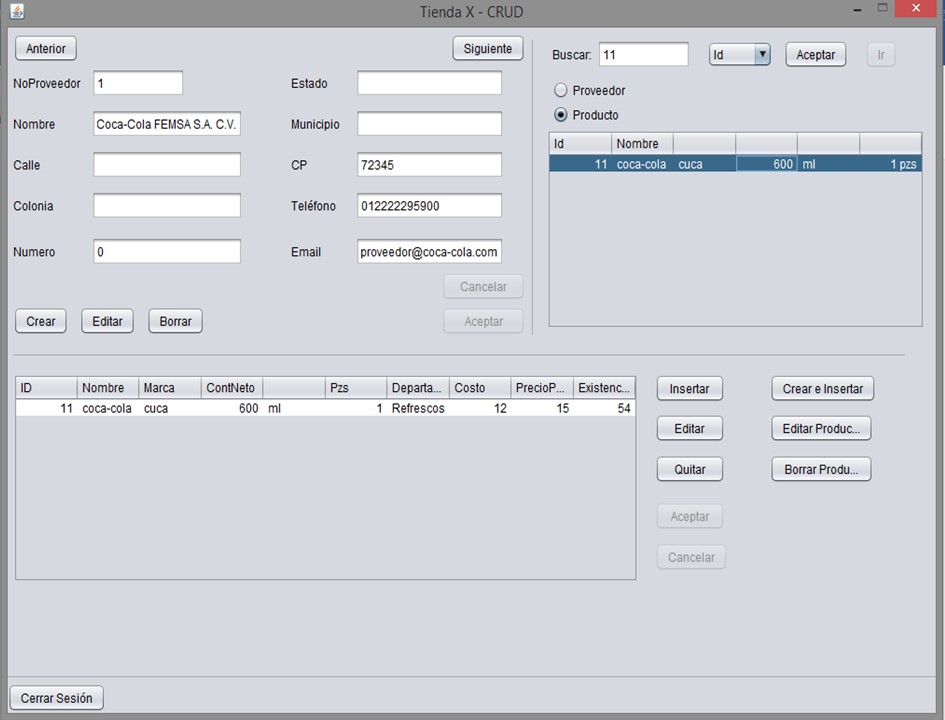 Tienda X - CRUD
Anterior
Siguiente
NoProveedor 1
Estado
Nombre Coca-Cola FEMSA S.A. C.V.
Municipio
Calle
CP 72345
Colonia
Teléfono 012222295900
Numero 0
Email proveedor@coca-cola.com
Cancelar
Crear Editar Borrar Aceptar
Buscar: 11 Id Aceptar Ir
Proveedor
Producto
Id Nombre
11 coca-cola cuca 600 ml 1 pzs
ID Nombre Marca ContNeto Pzs Departa... Costo PrecioP... Existenc...
11 coca-cola cuca 600 ml 1 Refrescos 12 15 54
Insertar Crear e Insertar
Editar Editar Produc...
Quitar Borrar Produ...
Aceptar
Cancelar
Cerrar Sesión